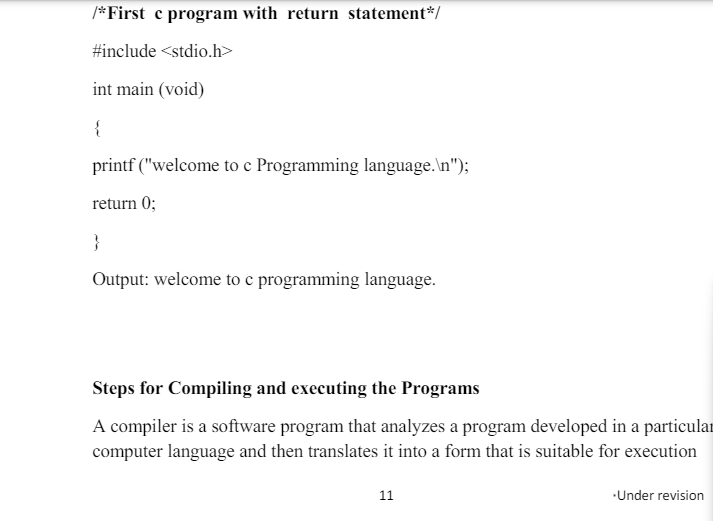 /*First c program with return statement*/
#include <stdio.h>
int main (void)
{
printf ("welcome to c Programming language.\n");
return 0;
}
Output: welcome to c programming language.
Steps for Compiling and executing the Programs
A compiler is a software program that analyzes a program developed in a particular
computer language and then translates it into a form that is suitable for execution
11
*Under revision